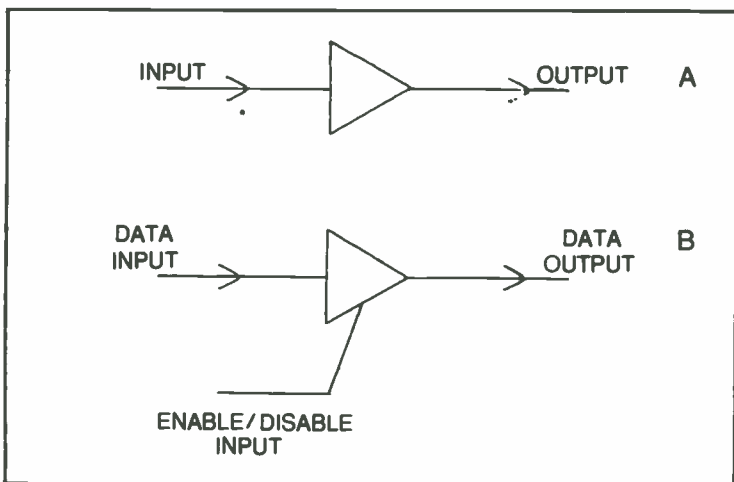 INPUT
OUTPUT
A
DATA
INPUT
DATA
OUTPUT
B
ENABLE/DISABLE
INPUT